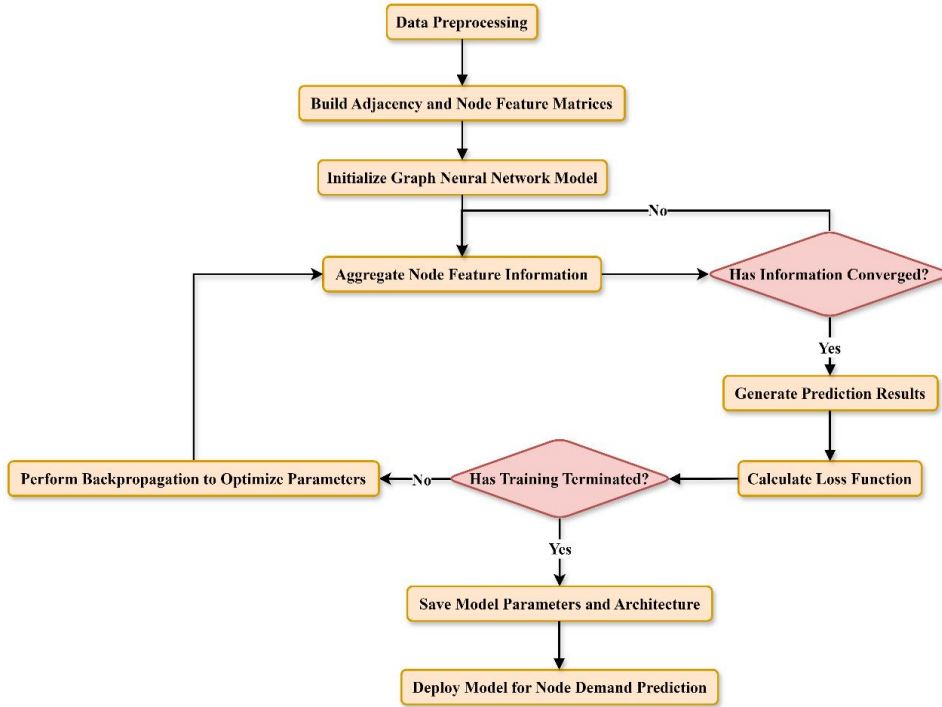 Data Preprocessing
Build Adjacency and Node Feature Matrices
Initialize Graph Neural Network Model
No
Aggregate Node Feature Information
Has Information Converged?
Yes
Generate Prediction Results
Perform Backpropagation to Optimize Parameters
No
Has Training Terminated?
Calculate Loss Function
Yes
Save Model Parameters and Architecture
Deploy Model for Node Demand Prediction